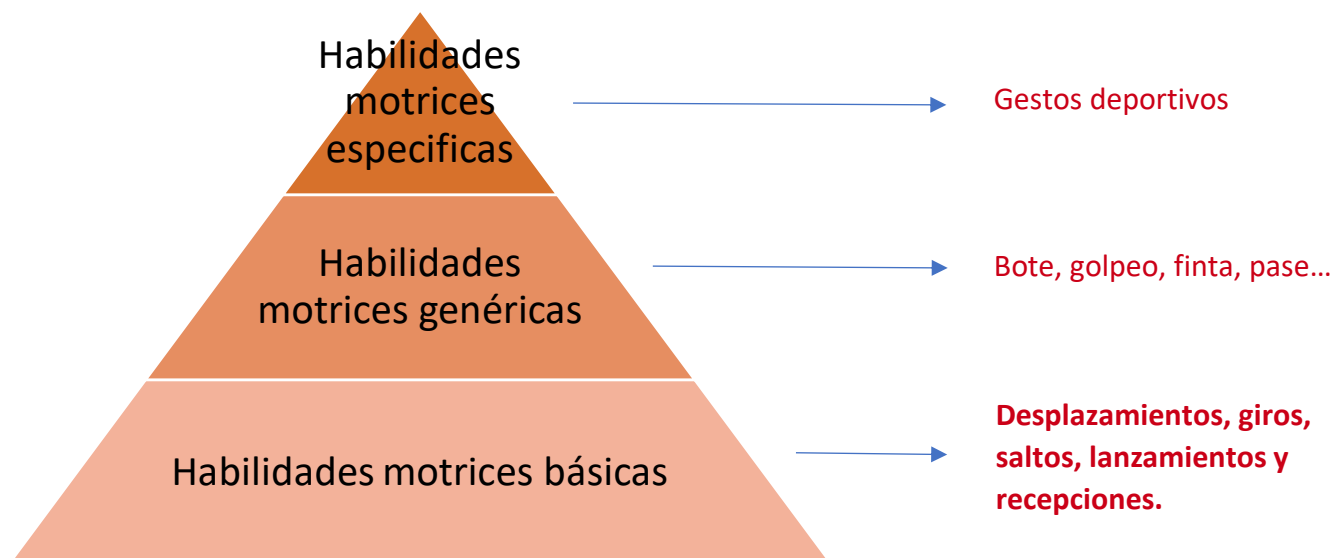 Habilidades
motrices
especificas
Gestos deportivos
Habilidades
motrices genéricas
Bote, golpeo, finta, pase…
Habilidades motrices básicas
Desplazamientos, giros,
saltos, lanzamientos y
recepciones.